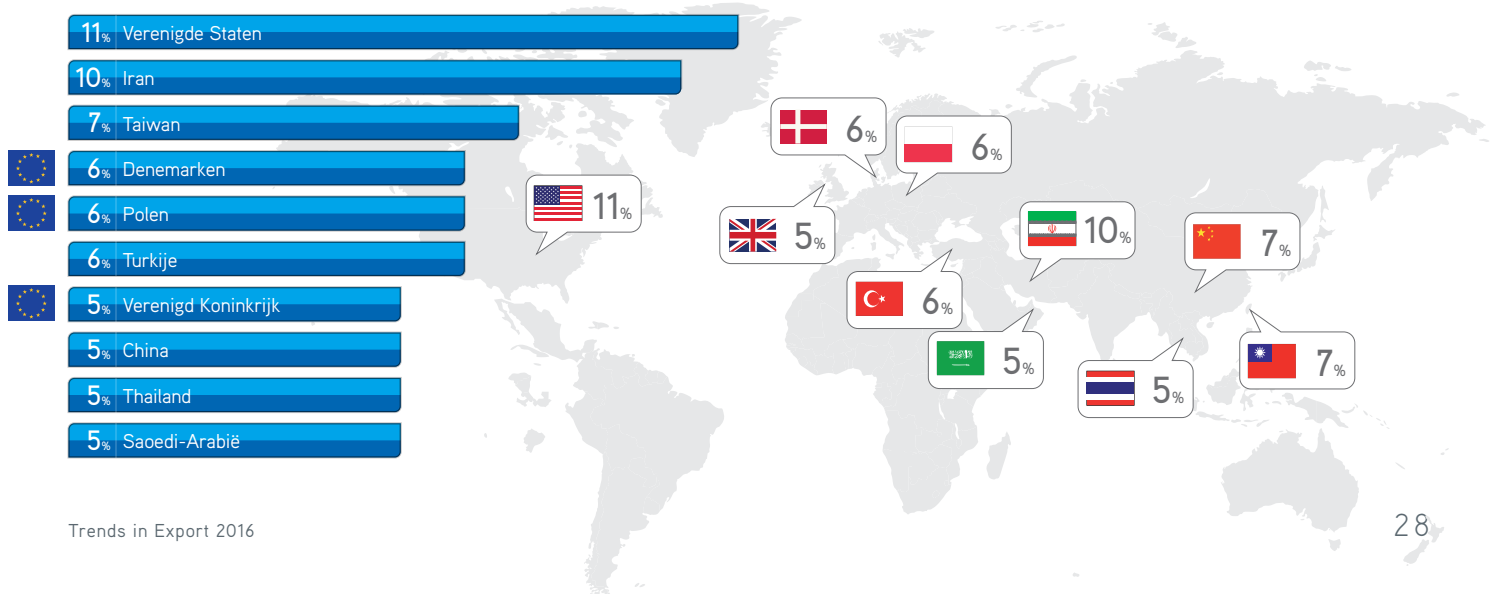 11% Verenigde Staten
10% Iran
7% Taiwan
6% Denemarken
6% Polen
6% Turkije
5% Verenigd Koninkrijk
5% China
5% Thailand
5% Saoedi-Arabië
6%
6%
11%
5%
10%
7%
6%
5%
5%
7%
Trends in Export 2016
28